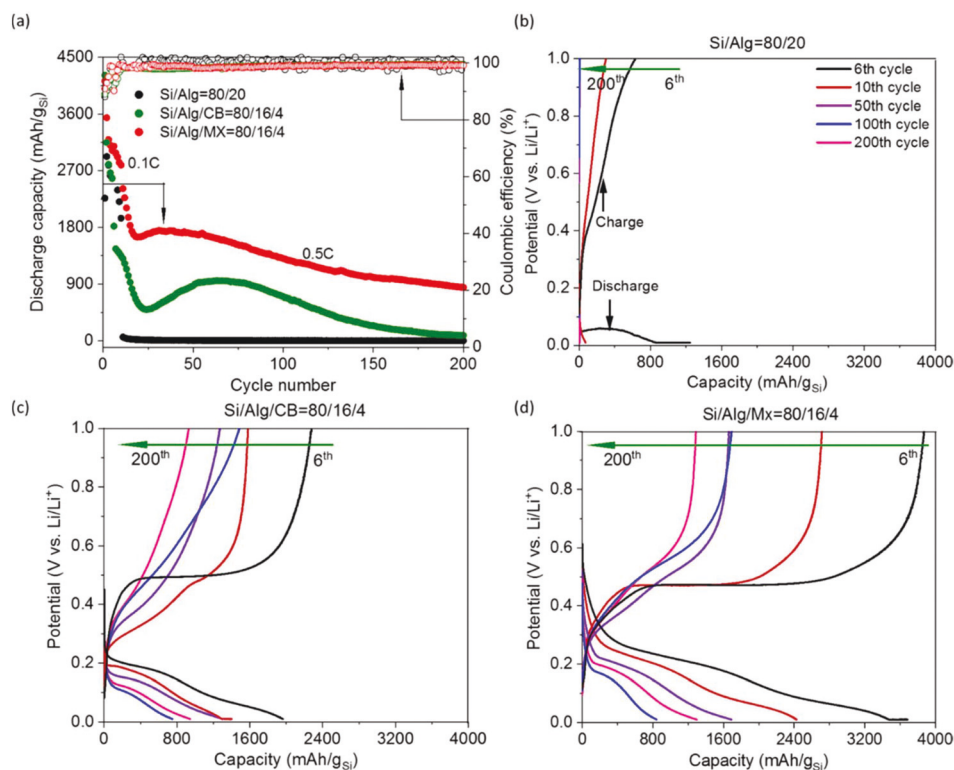 (a)
4500
3600
2700
1800
900
0
Discharge capacity (mAh/gSi)
0 50 100 150 200
Cycle number
100
80
60
40
20
0
Coulombic efficiency (%)
Si/Alg=80/20
Si/Alg/CB=80/16/4
Si/Alg/MX=80/16/4
0.1C
0.5C
(b)
Si/Alg=80/20
1.0
0.8
0.6
0.4
0.2
0.0
Potential (V vs. Li/Li+)
200th 6th
6th cycle
10th cycle
50th cycle
100th cycle
200th cycle
Charge
Discharge
0 800 1600 2400 3200 4000
Capacity (mAh/gSi)
(c)
Si/Alg/CB=80/16/4
1.0
0.8
0.6
0.4
0.2
0.0
Potential (V vs. Li/Li+)
200th 6th
0 800 1600 2400 3200 4000
Capacity (mAh/gSi)
(d)
Si/Alg/Mx=80/16/4
1.0
0.8
0.6
0.4
0.2
0.0
Potential (V vs. Li/Li+)
200th 6th
0 800 1600 2400 3200 4000
Capacity (mAh/gSi)